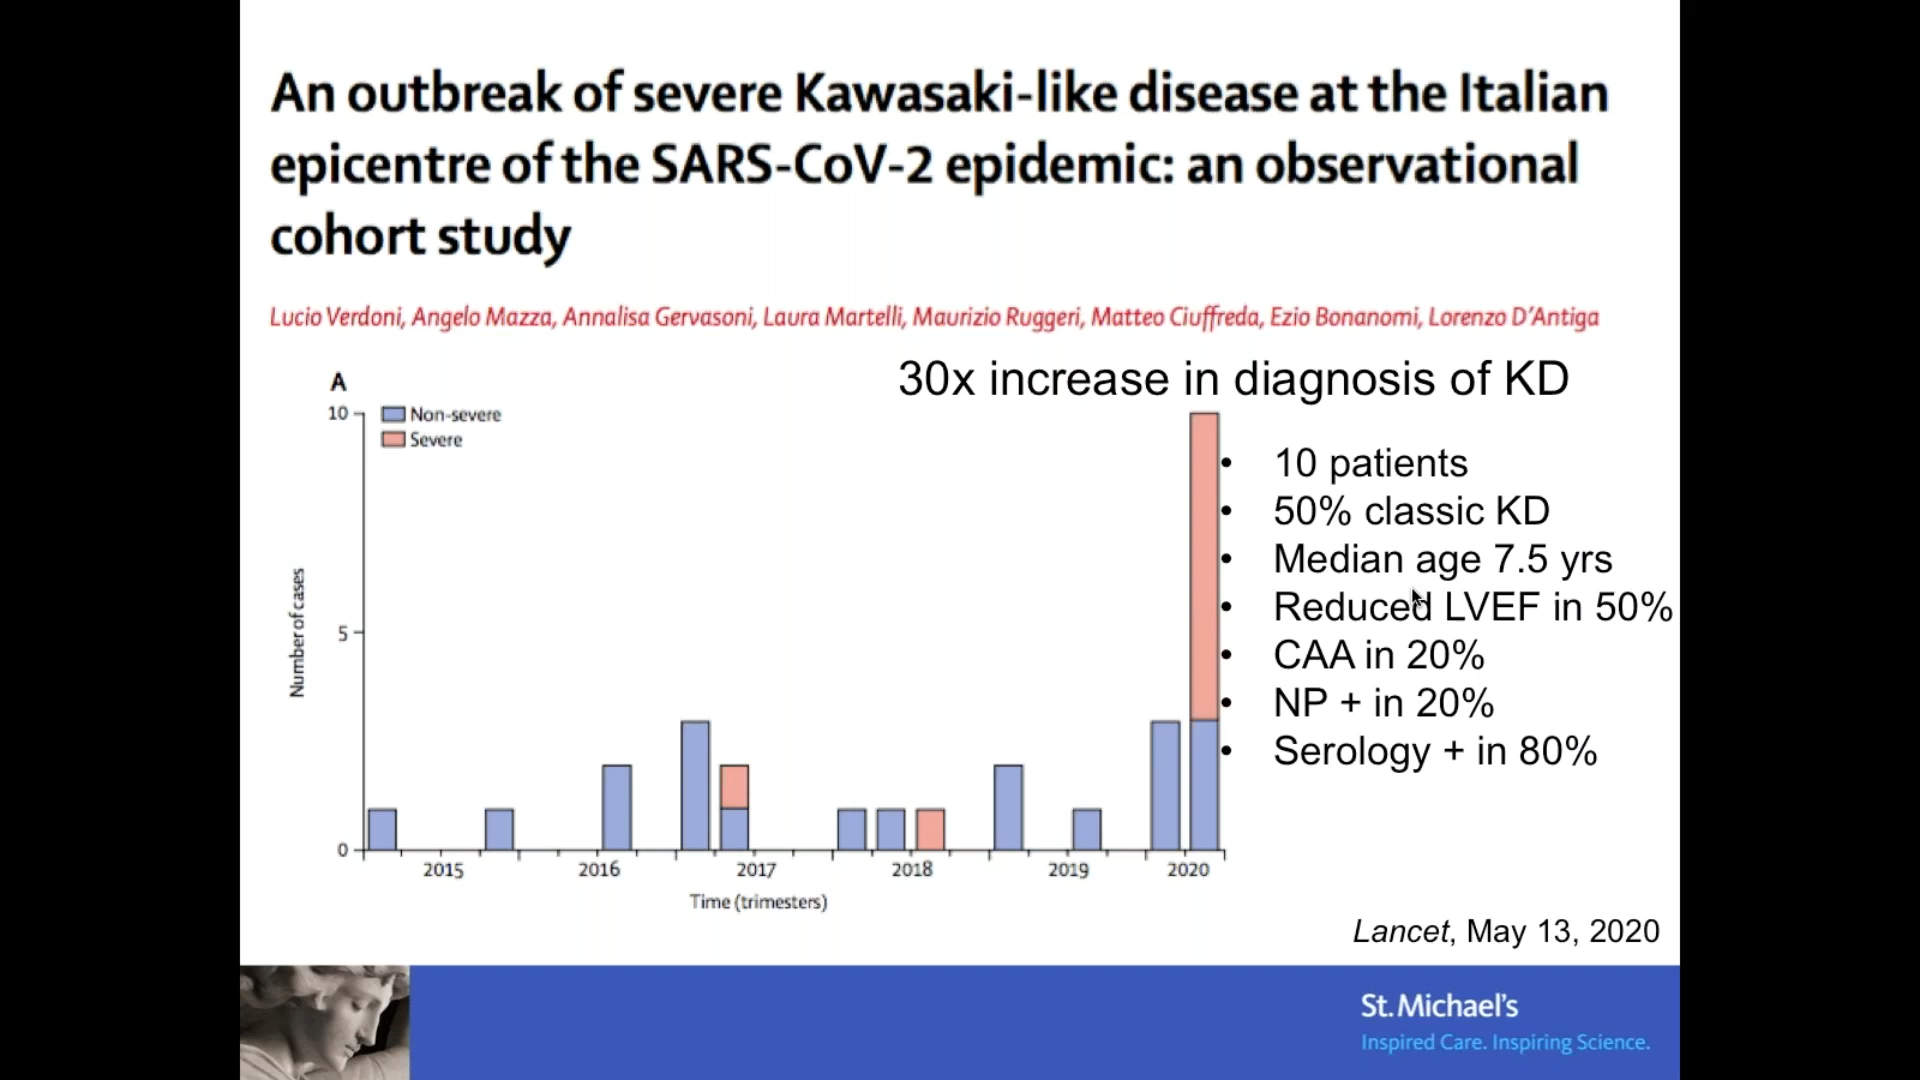 An outbreak of severe Kawasaki-like disease at the Italian
epicentre of the SARS-CoV-2 epidemic: an observational
cohort study
Lucio Verdoni, Angelo Mazza, Annalisa Gervasoni, Laura Martelli, Maurizio Ruggeri, Matteo Ciuffreda, Ezio Bonanomi, Lorenzo D'Antiga
30x increase in diagnosis of KD
A
10
Non-severe
Severe
5
0
Number of cases
2015 2016 2017 2018 2019 2020
Time (trimesters)
• 10 patients
• 50% classic KD
• Median age 7.5 yrs
• Reduced LVEF in 50%
• CAA in 20%
• NP + in 20%
• Serology + in 80%
Lancet, May 13, 2020
St. Michael's
Inspired Care. Inspiring Science.